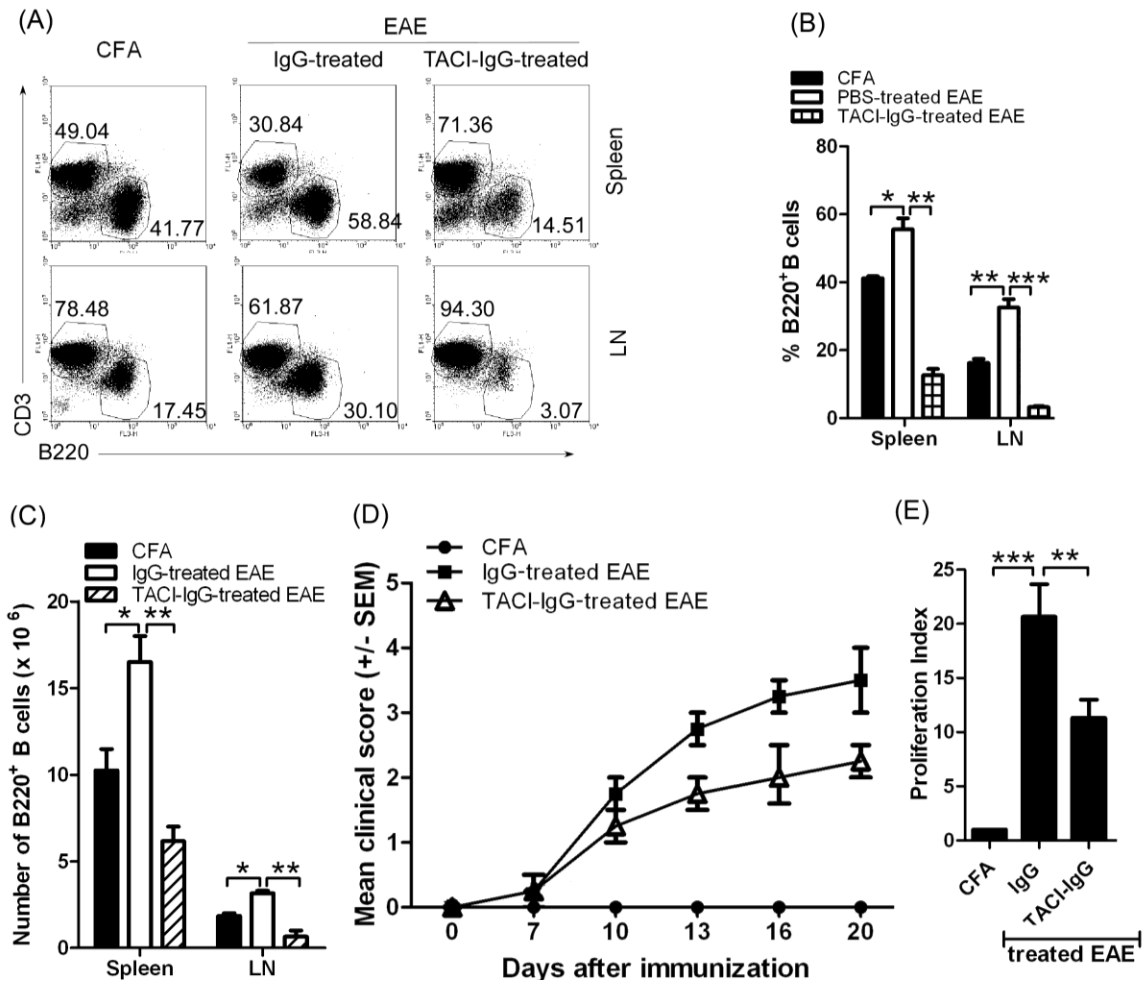 (A)
EAE
CFA
IgG-treated
TACI-IgG-treated
49.04
41.77
30.84
58.84
71.36
14.51
Spleen
78.48
17.45
61.87
30.10
94.30
3.07
LN
CD3
B220
FL1-H
FL3-H
(B)
CFA
PBS-treated EAE
TACI-IgG-treated EAE
% B220⁺ B cells
80
60
40
20
0
* ** ** ***
Spleen LN
(C)
CFA
IgG-treated EAE
TACI-IgG-treated EAE
Number of B220⁺ B cells (x 10 ⁶)
20
15
10
5
0
* ** * **
Spleen LN
(D)
CFA
IgG-treated EAE
TACI-IgG-treated EAE
Mean clinical score (+/- SEM)
5
4
3
2
1
0
0 7 10 13 16 20
Days after immunization
(E)
*** **
Proliferation Index
25
20
15
10
5
0
CFA
IgG
TACI-IgG
treated EAE